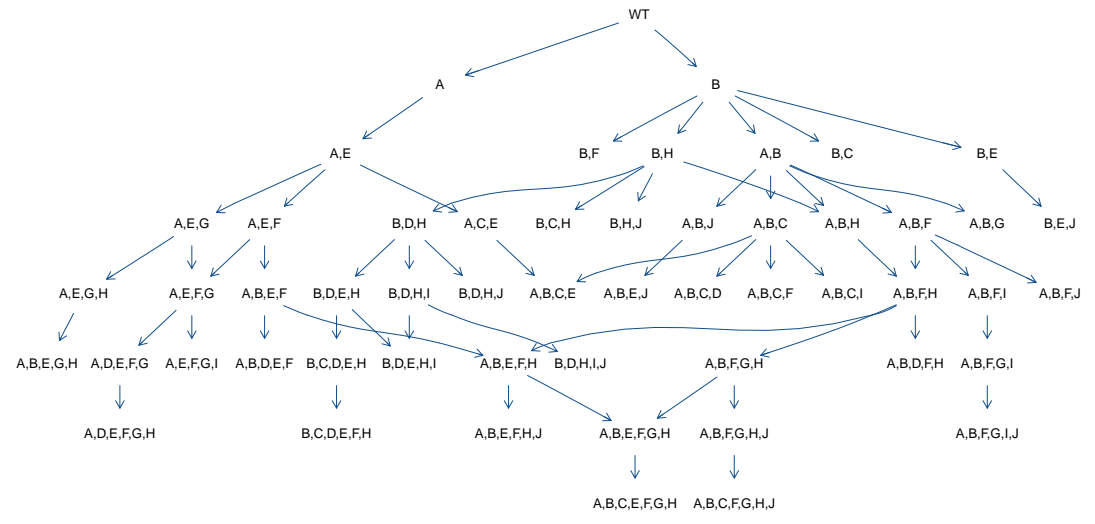 WT
A B
A,E B,F B,H A,B B,C B,E
A,E,G A,E,F B,D,H A,C,E B,C,H B,H,J A,B,J A,B,C A,B,H A,B,F A,B,G B,E,J
A,E,G,H A,E,F,G A,B,E,F B,D,E,H B,D,H,I B,D,H,J A,B,C,E A,B,E,J A,B,C,D A,B,C,F A,B,C,I A,B,F,H A,B,F,I A,B,F,J
A,B,E,G,H A,D,E,F,G A,E,F,G,I A,B,D,E,F B,C,D,E,H B,D,E,H,I A,B,E,F,H B,D,H,I,J A,B,F,G,H A,B,D,F,H A,B,F,G,I
A,D,E,F,G,H B,C,D,E,F,H A,B,E,F,H,J A,B,E,F,G,H A,B,F,G,H,J A,B,F,G,I,J
A,B,C,E,F,G,H A,B,C,F,G,H,J